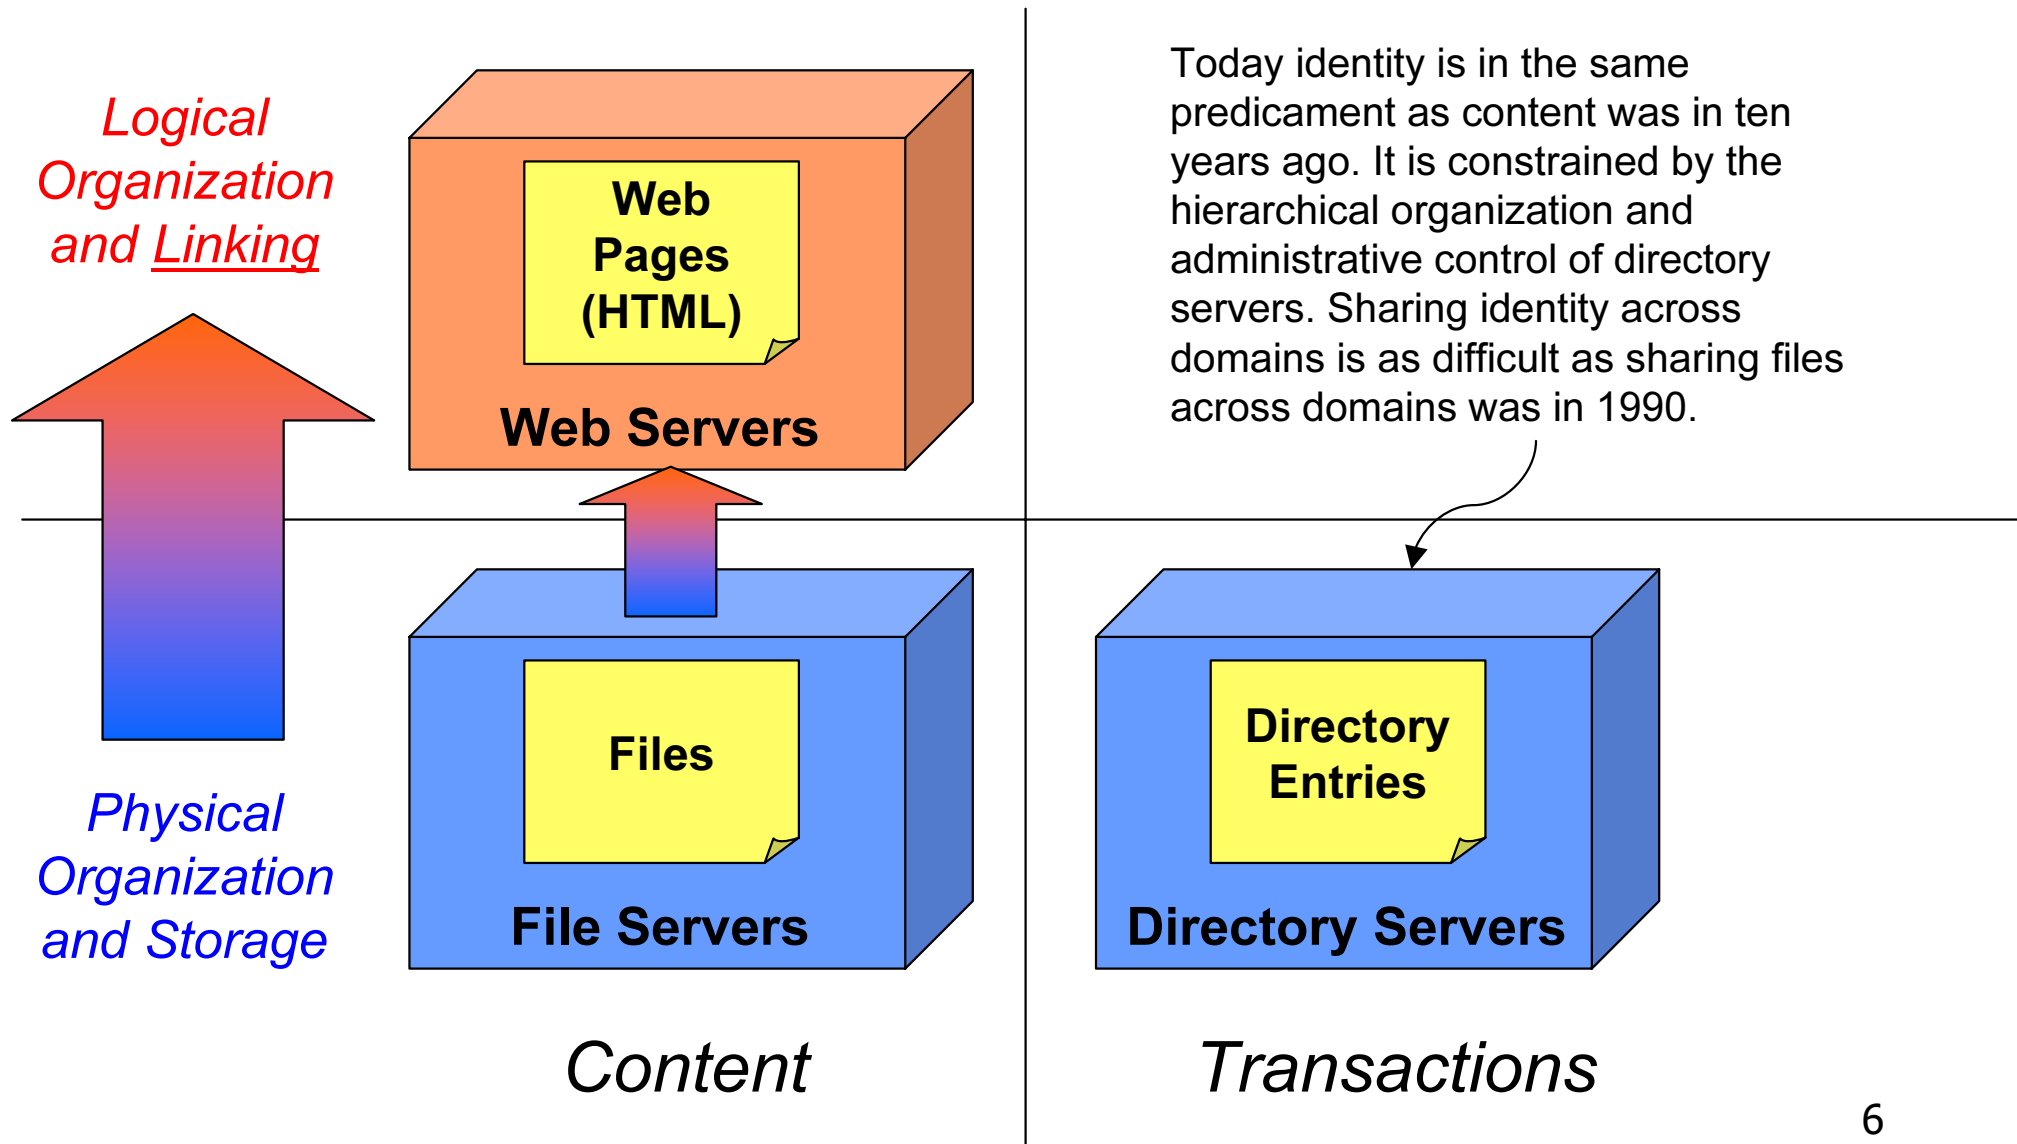 Logical
Organization
and Linking
Web
Pages
(HTML)
Web Servers
Today identity is in the same
predicament as content was in ten
years ago. It is constrained by the
hierarchical organization and
administrative control of directory
servers. Sharing identity across
domains is as difficult as sharing files
across domains was in 1990.
Physical
Organization
and Storage
Files
File Servers
Directory
Entries
Directory Servers
Content
Transactions
6